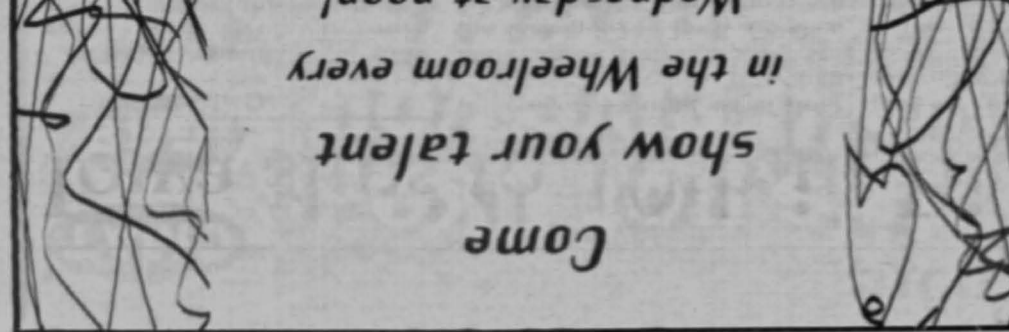 Come
show your talent
in the Wheelroom every
Wednesday at noon!